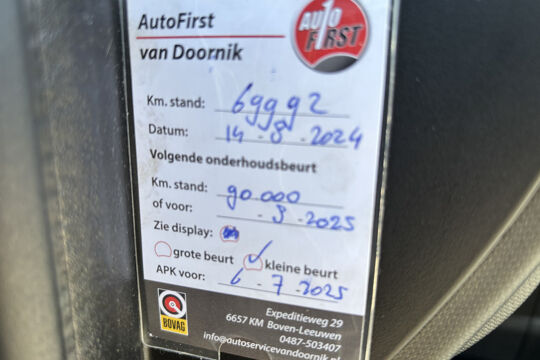 AutoFirst
van Doornik
AUTO
FIRST
Km. stand: 69992
Datum: 14-8-2024
Volgende onderhoudsbeurt
Km. stand: 90.000
of voor: -8-2025
Zie display:
grote beurt kleine beurt
APK voor: 6-7-2025
BOVAG
Expeditieweg 29
6657 KM Boven-Leeuwen
0487-503407
info@autoservicevandoornik.nl